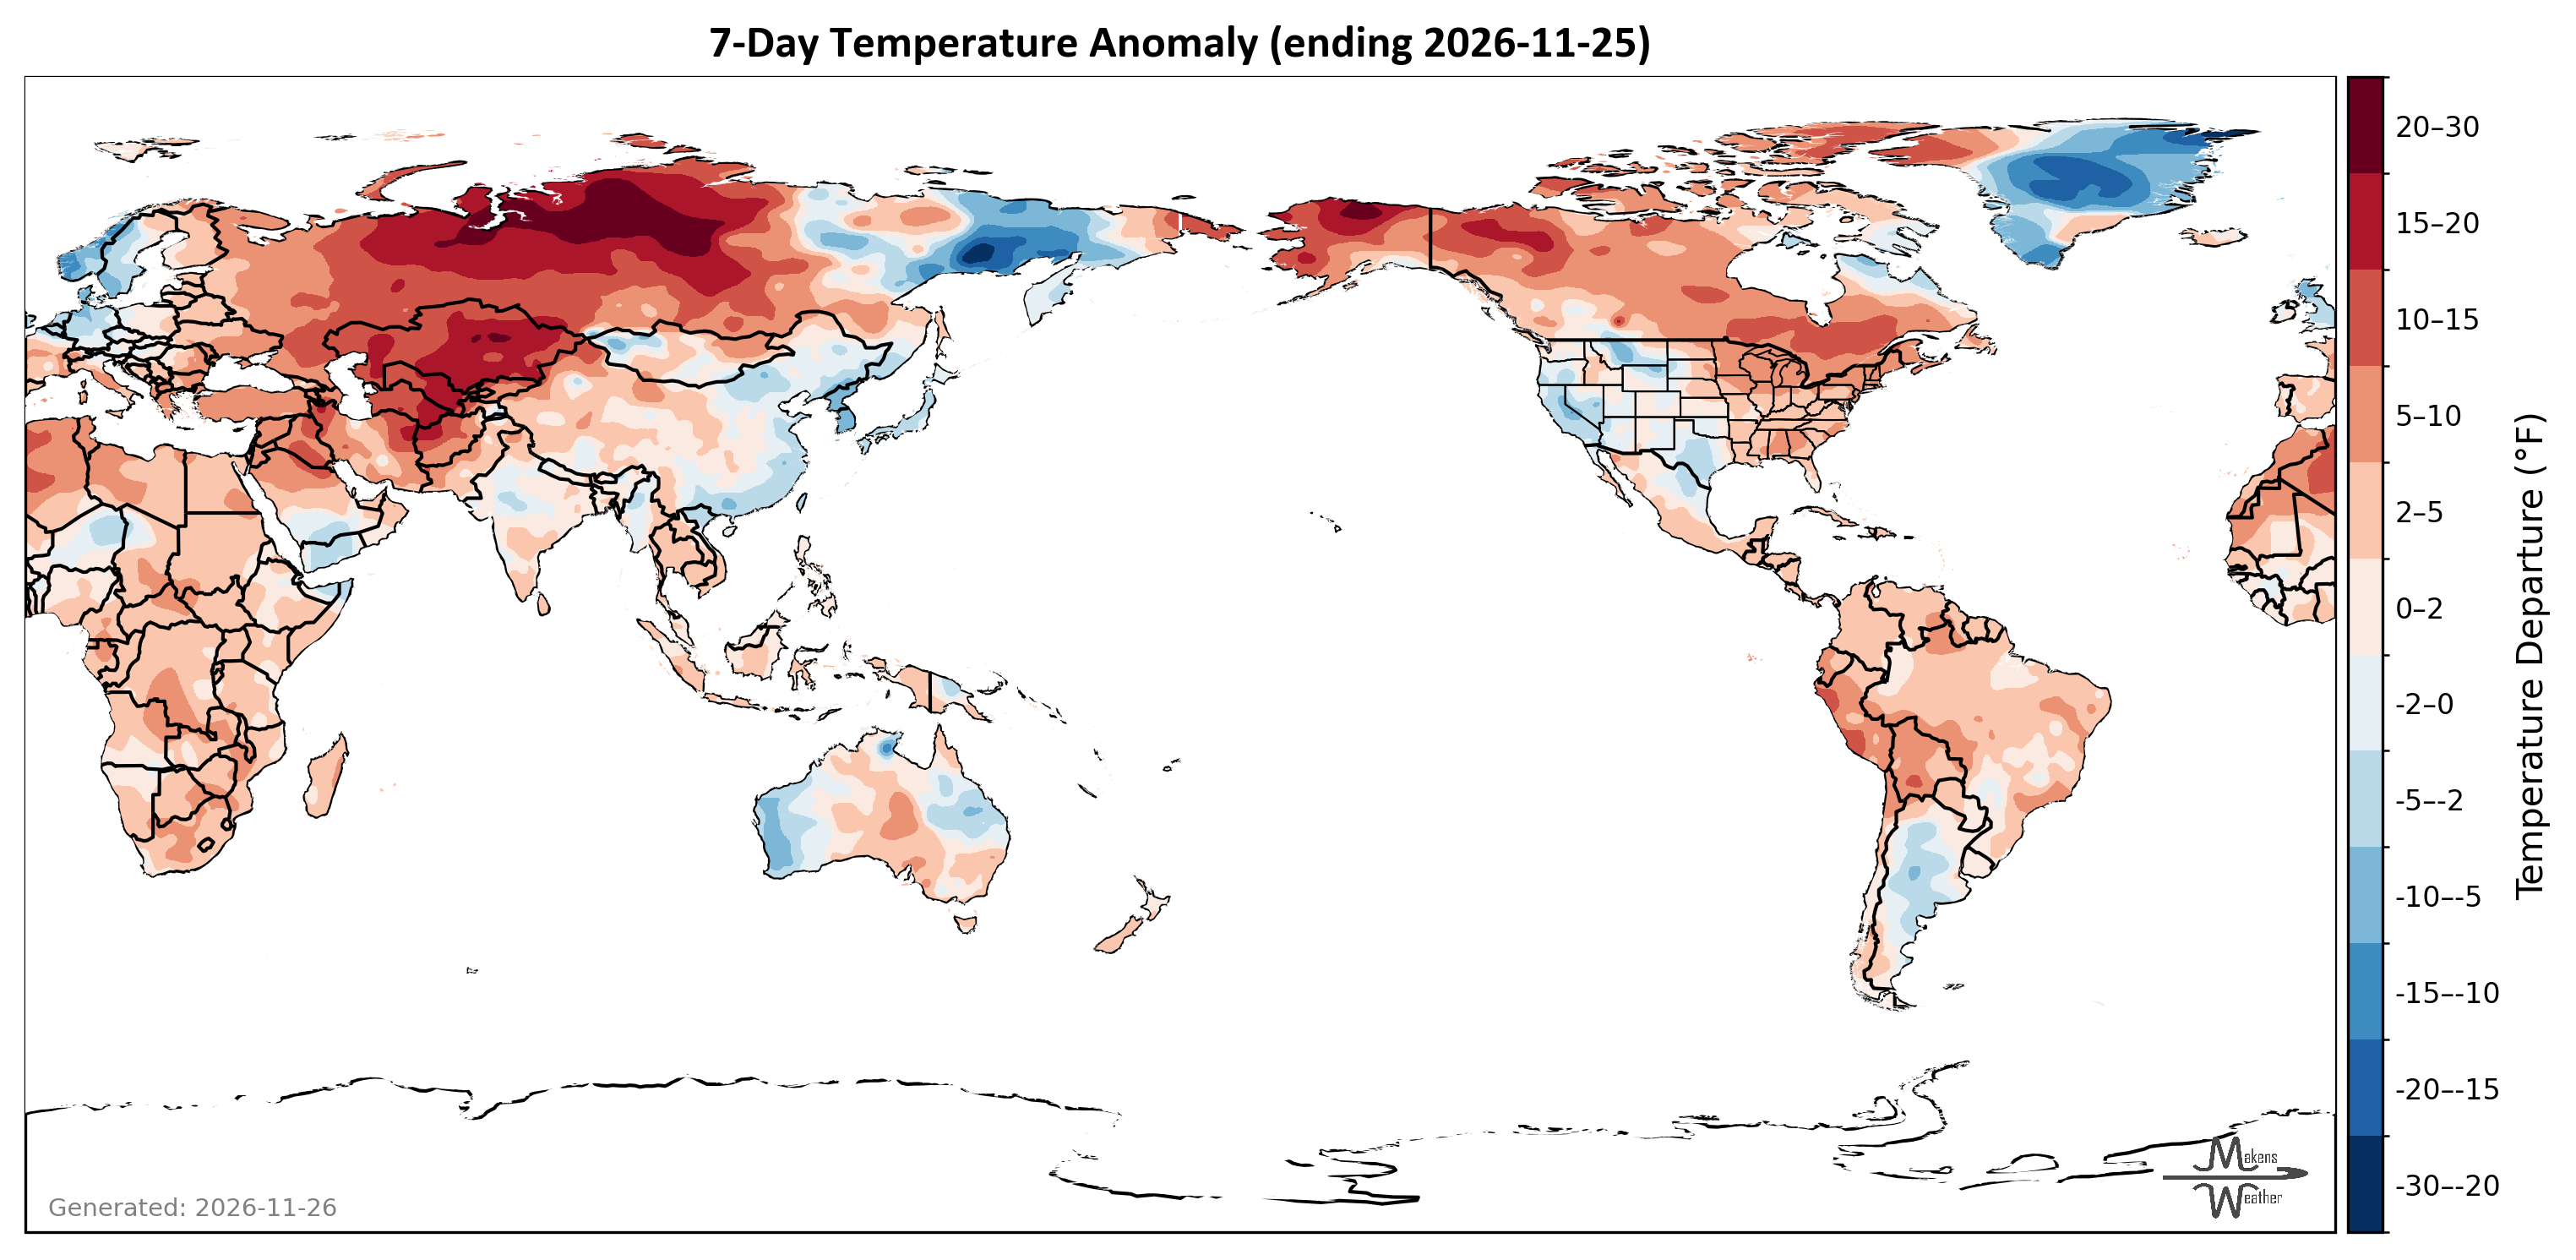 7-Day Temperature Anomaly (ending 2026-11-25)
20–30
15–20
10–15
5–10
2–5
0–2
-2–0
-5–-2
-10–-5
-15–-10
-20–-15
-30–-20
Temperature Departure (°F)
Makens
Weather
Generated: 2026-11-26